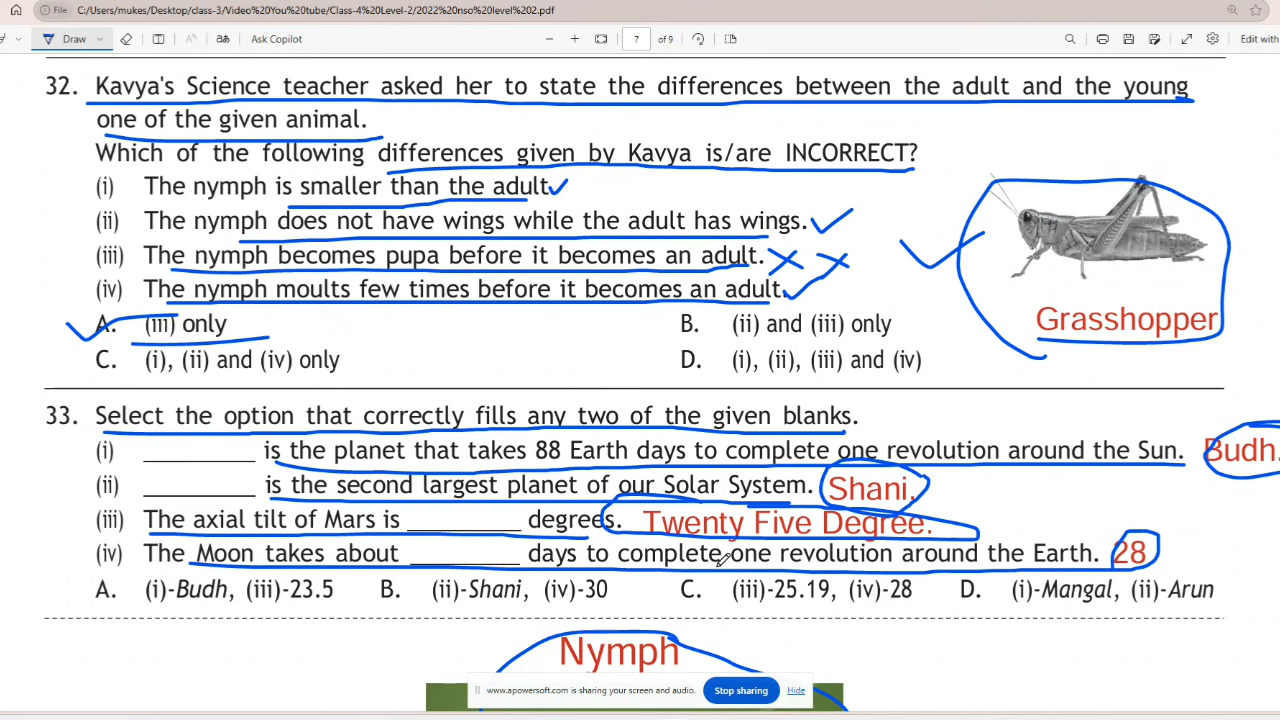 File C:/Users/mukes/Desktop/class-3/Video%20You%20tube/Class-4%20Level-2/2022%20nso%20level%202.pdf
Draw aあ Ask Copilot 7 of 9 Edit with
32. Kavya's Science teacher asked her to state the differences between the adult and the young
one of the given animal.
Which of the following differences given by Kavya is/are INCORRECT?
(i) The nymph is smaller than the adult
(ii) The nymph does not have wings while the adult has wings.
(iii) The nymph becomes pupa before it becomes an adult.
(iv) The nymph moults few times before it becomes an adult.
Grasshopper
A. (iii) only B. (ii) and (iii) only
C. (i), (ii) and (iv) only D. (i), (ii), (iii) and (iv)
33. Select the option that correctly fills any two of the given blanks.
(i) __________ is the planet that takes 88 Earth days to complete one revolution around the Sun. Budh.
(ii) __________ is the second largest planet of our Solar System. Shani.
(iii) The axial tilt of Mars is __________ degrees. Twenty Five Degree.
(iv) The Moon takes about __________ days to complete one revolution around the Earth. 28
A. (i)-Budh, (iii)-23.5 B. (ii)-Shani, (iv)-30 C. (iii)-25.19, (iv)-28 D. (i)-Mangal, (ii)-Arun
Nymph
www.apowersoft.com is sharing your screen and audio. Stop sharing Hide